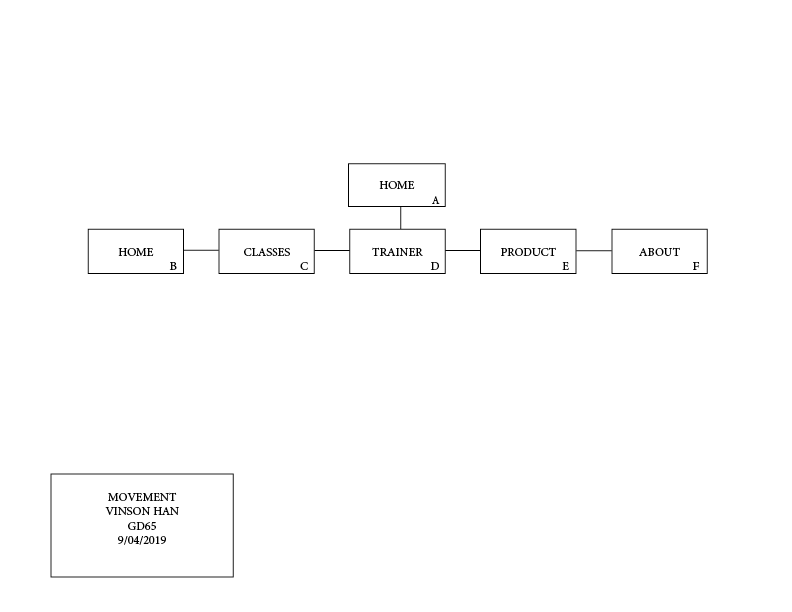 HOME
A
HOME
B
CLASSES
C
TRAINER
D
PRODUCT
E
ABOUT
F
MOVEMENT
VINSON HAN
GD65
9/04/2019